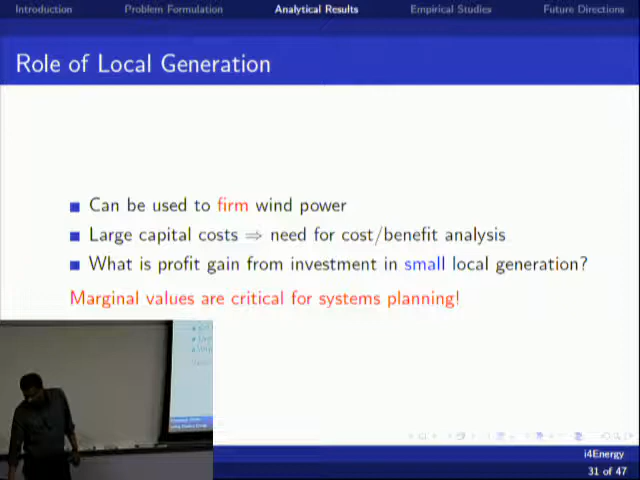 Introduction Problem Formulation Analytical Results Empirical Studies Future Directions
Role of Local Generation
Can be used to firm wind power
Large capital costs ⇒ need for cost/benefit analysis
What is profit gain from investment in small local generation?
Marginal values are critical for systems planning!
i4Energy
31 of 47